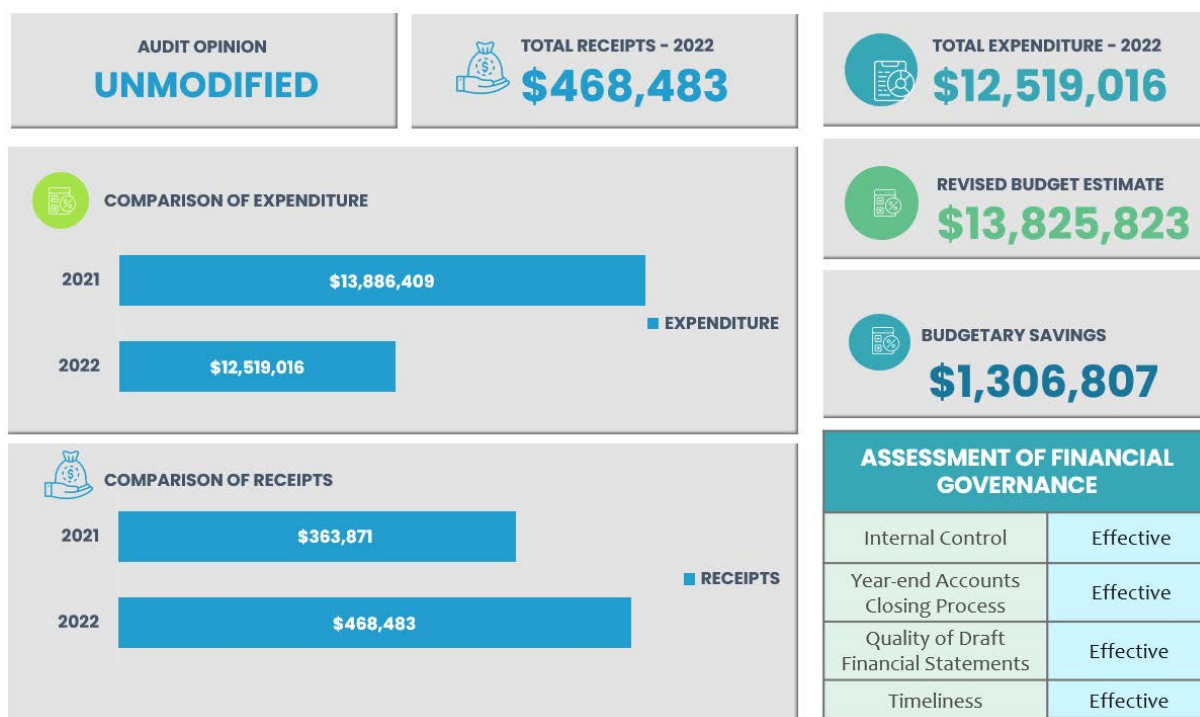 AUDIT OPINION
UNMODIFIED
TOTAL RECEIPTS - 2022
$468,483
TOTAL EXPENDITURE - 2022
$12,519,016
REVISED BUDGET ESTIMATE
$13,825,823
BUDGETARY SAVINGS
$1,306,807
COMPARISON OF EXPENDITURE
2021
$13,886,409
EXPENDITURE
2022
$12,519,016
COMPARISON OF RECEIPTS
2021
$363,871
RECEIPTS
2022
$468,483
ASSESSMENT OF FINANCIAL
GOVERNANCE
Internal Control
Effective
Year-end Accounts
Closing Process
Effective
Quality of Draft
Financial Statements
Effective
Timeliness
Effective